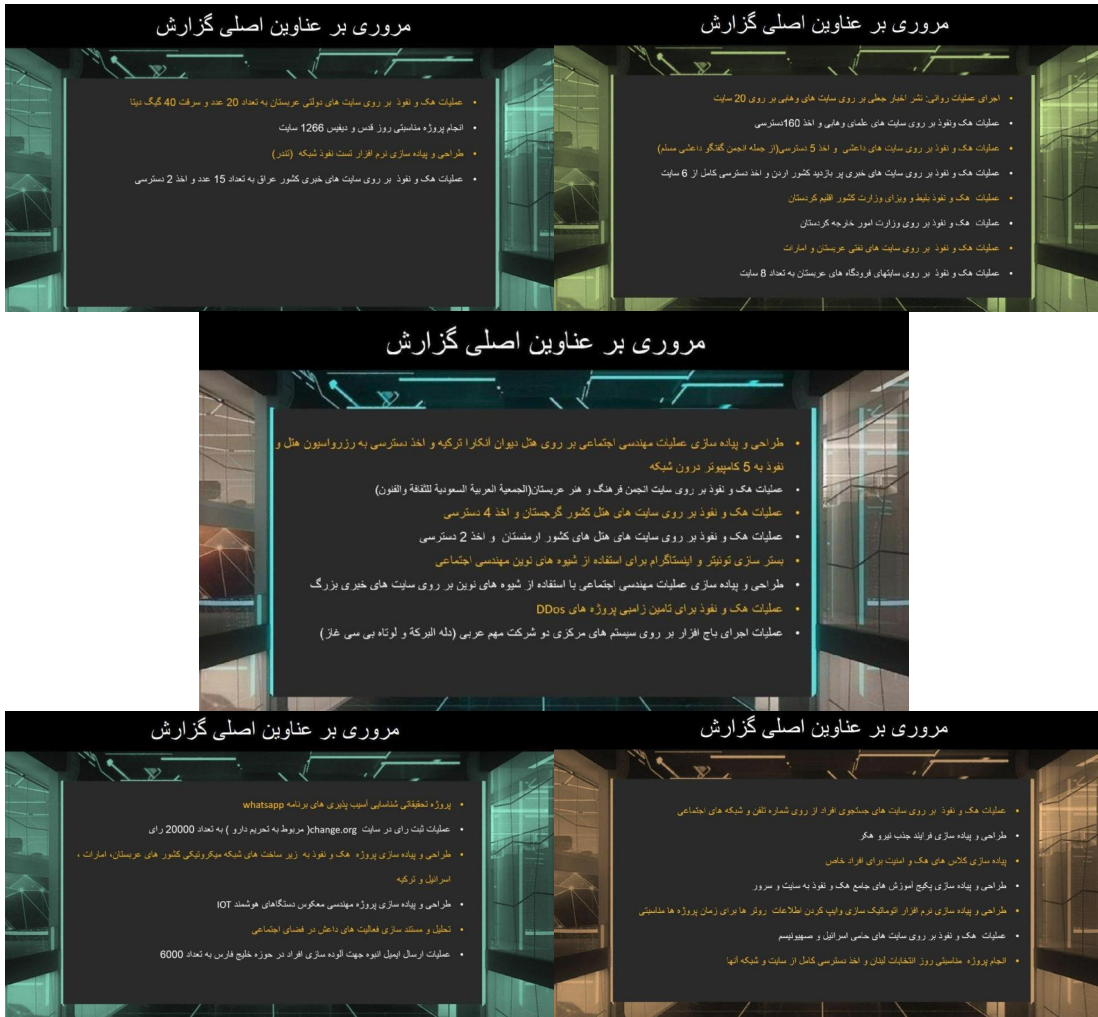 مروری بر عناوین اصلی گزارش
• اجرای عملیات روانی: نشر اخبار جعلی بر روی سایت های وهابی بر روی 20 سایت
• عملیات هک ونفوذ بر روی سایت های علمای وهابی و اخذ 160دسترسی
• عملیات هک و نفوذ بر روی سایت های داعشی و اخذ 5 دسترسی(از جمله انجمن گفتگو داعشی مسلم)
• عملیات هک و نفوذ بر روی سایت های خبری پر بازدید کشور اردن و اخذ دسترسی کامل از 6 سایت
• عملیات هک و نفوذ بلیط و ویزای وزارت کشور اقلیم کردستان
• عملیات هک و نفوذ بر روی وزارت امور خارجه کردستان
• عملیات هک و نفوذ بر روی سایت های نفتی عربستان و امارات
• عملیات هک و نفوذ بر روی سایتهای فرودگاه های عربستان به تعداد 8 سایت
مروری بر عناوین اصلی گزارش
• عملیات هک و نفوذ بر روی سایت های دولتی عربستان به تعداد 20 عدد و سرقت 40 گیگ دیتا
• انجام پروژه مناسبتی روز قدس و دیفیس 1266 سایت
• طراحی و پیاده سازی نرم افزار تست نفوذ شبکه (تندر)
• عملیات هک و نفوذ بر روی سایت های خبری کشور عراق به تعداد 15 عدد و اخذ 2 دسترسی
مروری بر عناوین اصلی گزارش
• طراحی و پیاده سازی عملیات مهندسی اجتماعی بر روی هتل دیوان آنکارا ترکیه و اخذ دسترسی به رزرواسیون هتل و
نفوذ به 5 کامپیوتر درون شبکه
• عملیات هک و نفوذ بر روی سایت انجمن فرهنگ و هنر عربستان(الجمعية العربية السعودية للثقافة والفنون)
• عملیات هک و نفوذ بر روی سایت های هتل کشور گرجستان و اخذ 4 دسترسی
• عملیات هک و نفوذ بر روی سایت های هتل های کشور ارمنستان و اخذ 2 دسترسی
• بستر سازی توئیتر و اینستاگرام برای استفاده از شیوه های نوین مهندسی اجتماعی
• طراحی و پیاده سازی عملیات مهندسی اجتماعی با استفاده از شیوه های نوین بر روی سایت های خبری بزرگ
• عملیات هک و نفوذ برای تامین زامبی پروژه های DDos
• عملیات اجرای باج افزار بر روی سیستم های مرکزی دو شرکت مهم عربی (دله البركة و لوتاه بی سی غاز)
مروری بر عناوین اصلی گزارش
• عملیات هک و نفوذ بر روی سایت های جستجوی افراد از روی شماره تلفن و شبکه های اجتماعی
• طراحی و پیاده سازی فرایند جذب نیرو هکر
• پیاده سازی کلاس های هک و امنیت برای افراد خاص
• طراحی و پیاده سازی پکیج آموزش های جامع هک و نفوذ به سایت و سرور
• طراحی و پیاده سازی نرم افزار اتوماتیک سازی وایپ کردن اطلاعات روتر ها برای زمان پروژه ها مناسبتی
• عملیات هک و نفوذ بر روی سایت های حامی اسرائیل و صهیونیسم
• انجام پروژه مناسبتی روز انتخابات لبنان و اخذ دسترسی کامل از سایت و شبکه آنها
مروری بر عناوین اصلی گزارش
• پروژه تحقیقاتی شناسایی آسیب پذیری های برنامه whatsapp
• عملیات ثبت رای در سایت change.org( مربوط به تحریم دارو ) به تعداد 20000 رای
• طراحی و پیاده سازی پروژه هک و نفوذ به زیر ساخت های شبکه میکروتیکی کشور های عربستان، امارات ،
اسرائیل و ترکیه
• طراحی و پیاده سازی پروژه مهندسی معکوس دستگاهای هوشمند IOT
• تحلیل و مستند سازی فعالیت های داعش در فضای اجتماعی
• عملیات ارسال ایمیل انبوه جهت آلوده سازی افراد در حوزه خلیج فارس به تعداد 6000